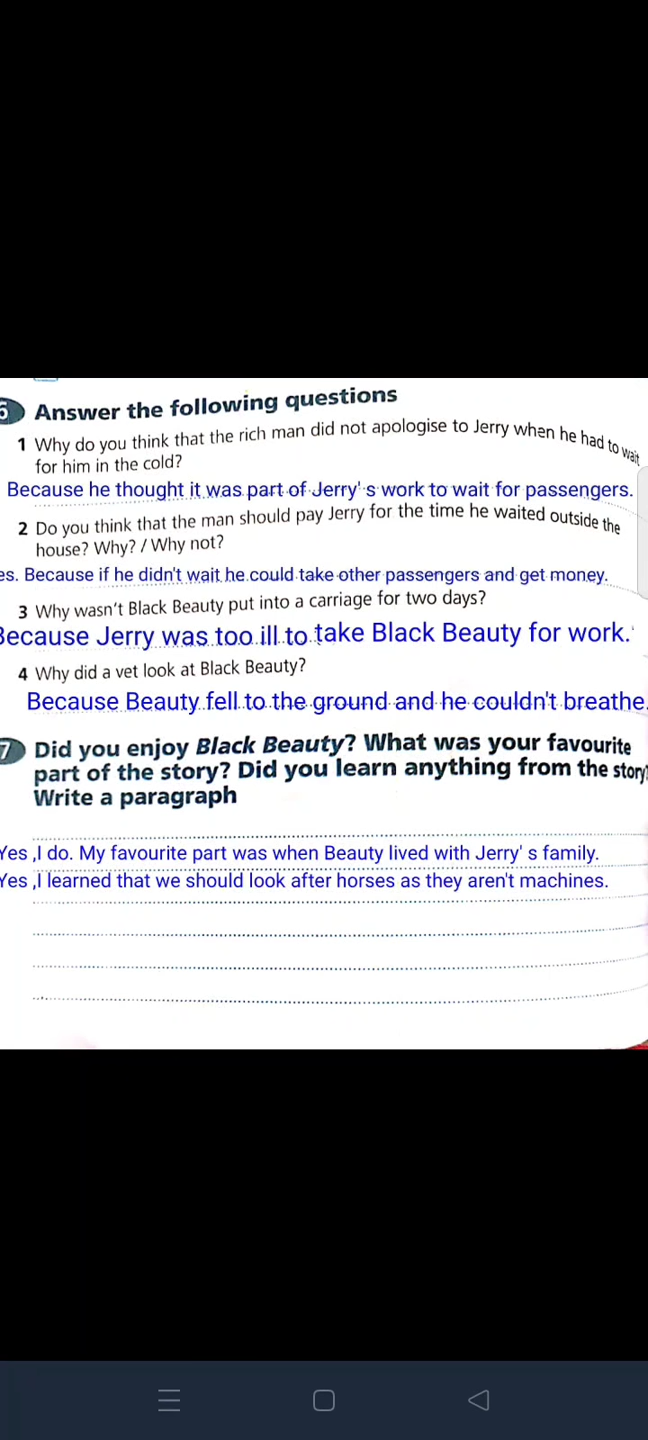 6 Answer the following questions
1 Why do you think that the rich man did not apologise to Jerry when he had to wait
for him in the cold?
Because he thought it was part of Jerry' s work to wait for passengers.
2 Do you think that the man should pay Jerry for the time he waited outside the
house? Why? / Why not?
es. Because if he didn't wait he could take other passengers and get money.
3 Why wasn't Black Beauty put into a carriage for two days?
Because Jerry was too ill to take Black Beauty for work.
4 Why did a vet look at Black Beauty?
Because Beauty fell to the ground and he couldn't breathe.
7 Did you enjoy Black Beauty? What was your favourite
part of the story? Did you learn anything from the story?
Write a paragraph
Yes ,I do. My favourite part was when Beauty lived with Jerry' s family.
Yes ,I learned that we should look after horses as they aren't machines.